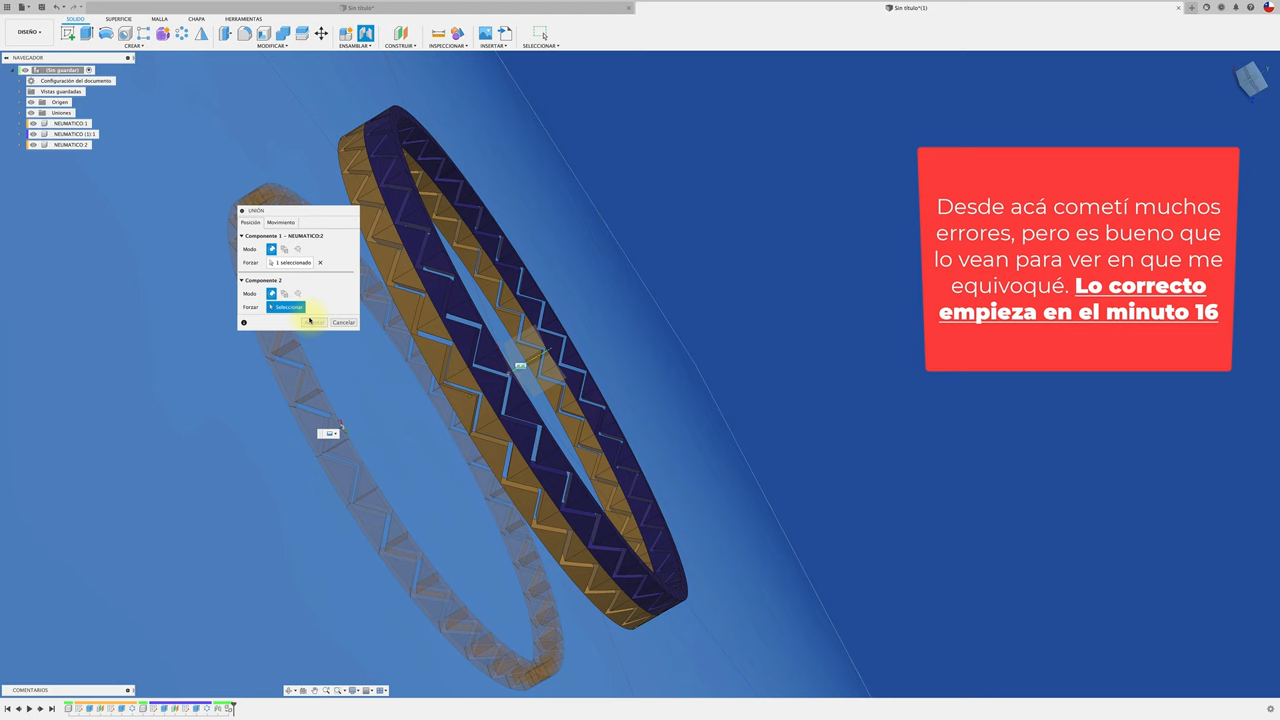 Sin título*
Sin título*(1)
SÓLIDO
SUPERFICIE
MALLA
CHAPA
HERRAMIENTAS
DISEÑO
CREAR
MODIFICAR
ENSAMBLAR
CONSTRUIR
INSPECCIONAR
INSERTAR
SELECCIONAR
NAVEGADOR
(Sin guardar)
Configuración del documento
Vistas guardadas
Origen
Uniones
NEUMATICO:1
NEUMATICO (1):1
NEUMATICO:2
UNIÓN
Posición
Movimiento
Componente 1 - NEUMATICO:2
Modo
Forzar
1 seleccionado
Componente 2
Modo
Forzar
Seleccionar
Cancelar
Desde acá cometí muchos
errores, pero es bueno que
lo vean para ver en que me
equivoqué. Lo correcto
empieza en el minuto 16
COMENTARIOS